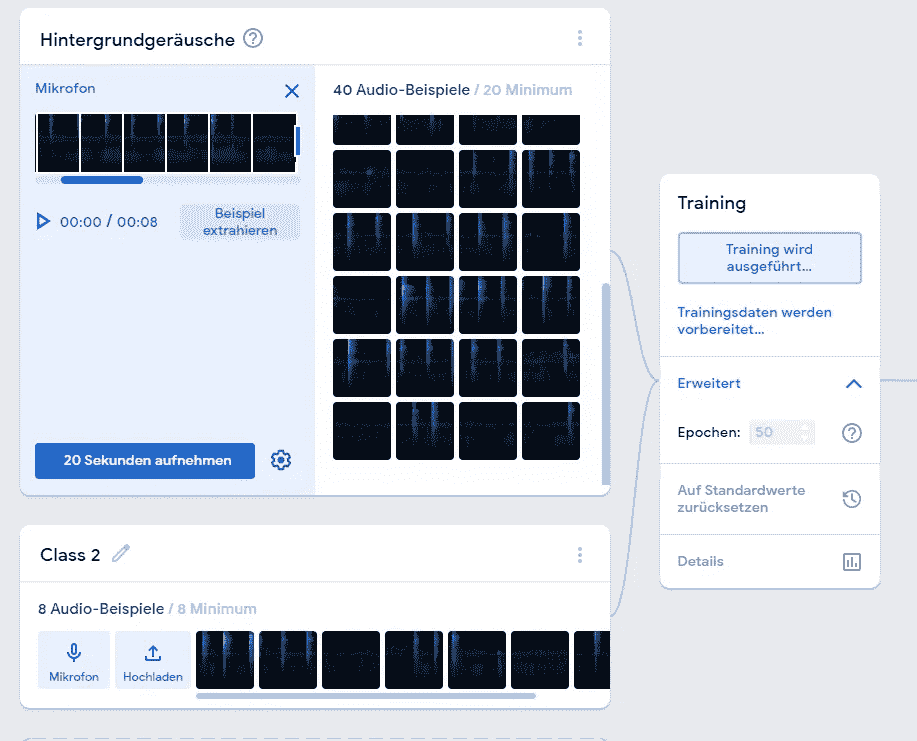 Hintergrundgeräusche
Mikrofon
00:00 / 00:08
Beispiel
extrahieren
20 Sekunden aufnehmen
40 Audio-Beispiele / 20 Minimum
Class 2
8 Audio-Beispiele / 8 Minimum
Mikrofon
Hochladen
Training
Training wird
ausgeführt...
Trainingsdaten werden
vorbereitet...
Erweitert
Epochen: 50
Auf Standardwerte
zurücksetzen
Details